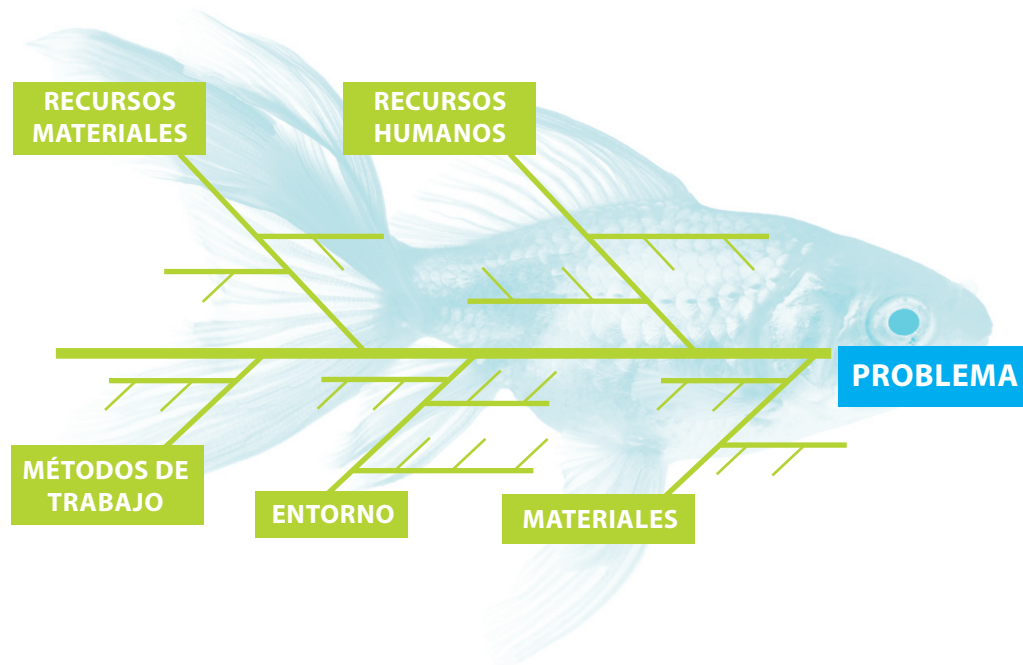 RECURSOS
MATERIALES
RECURSOS
HUMANOS
PROBLEMA
MÉTODOS DE
TRABAJO
ENTORNO
MATERIALES